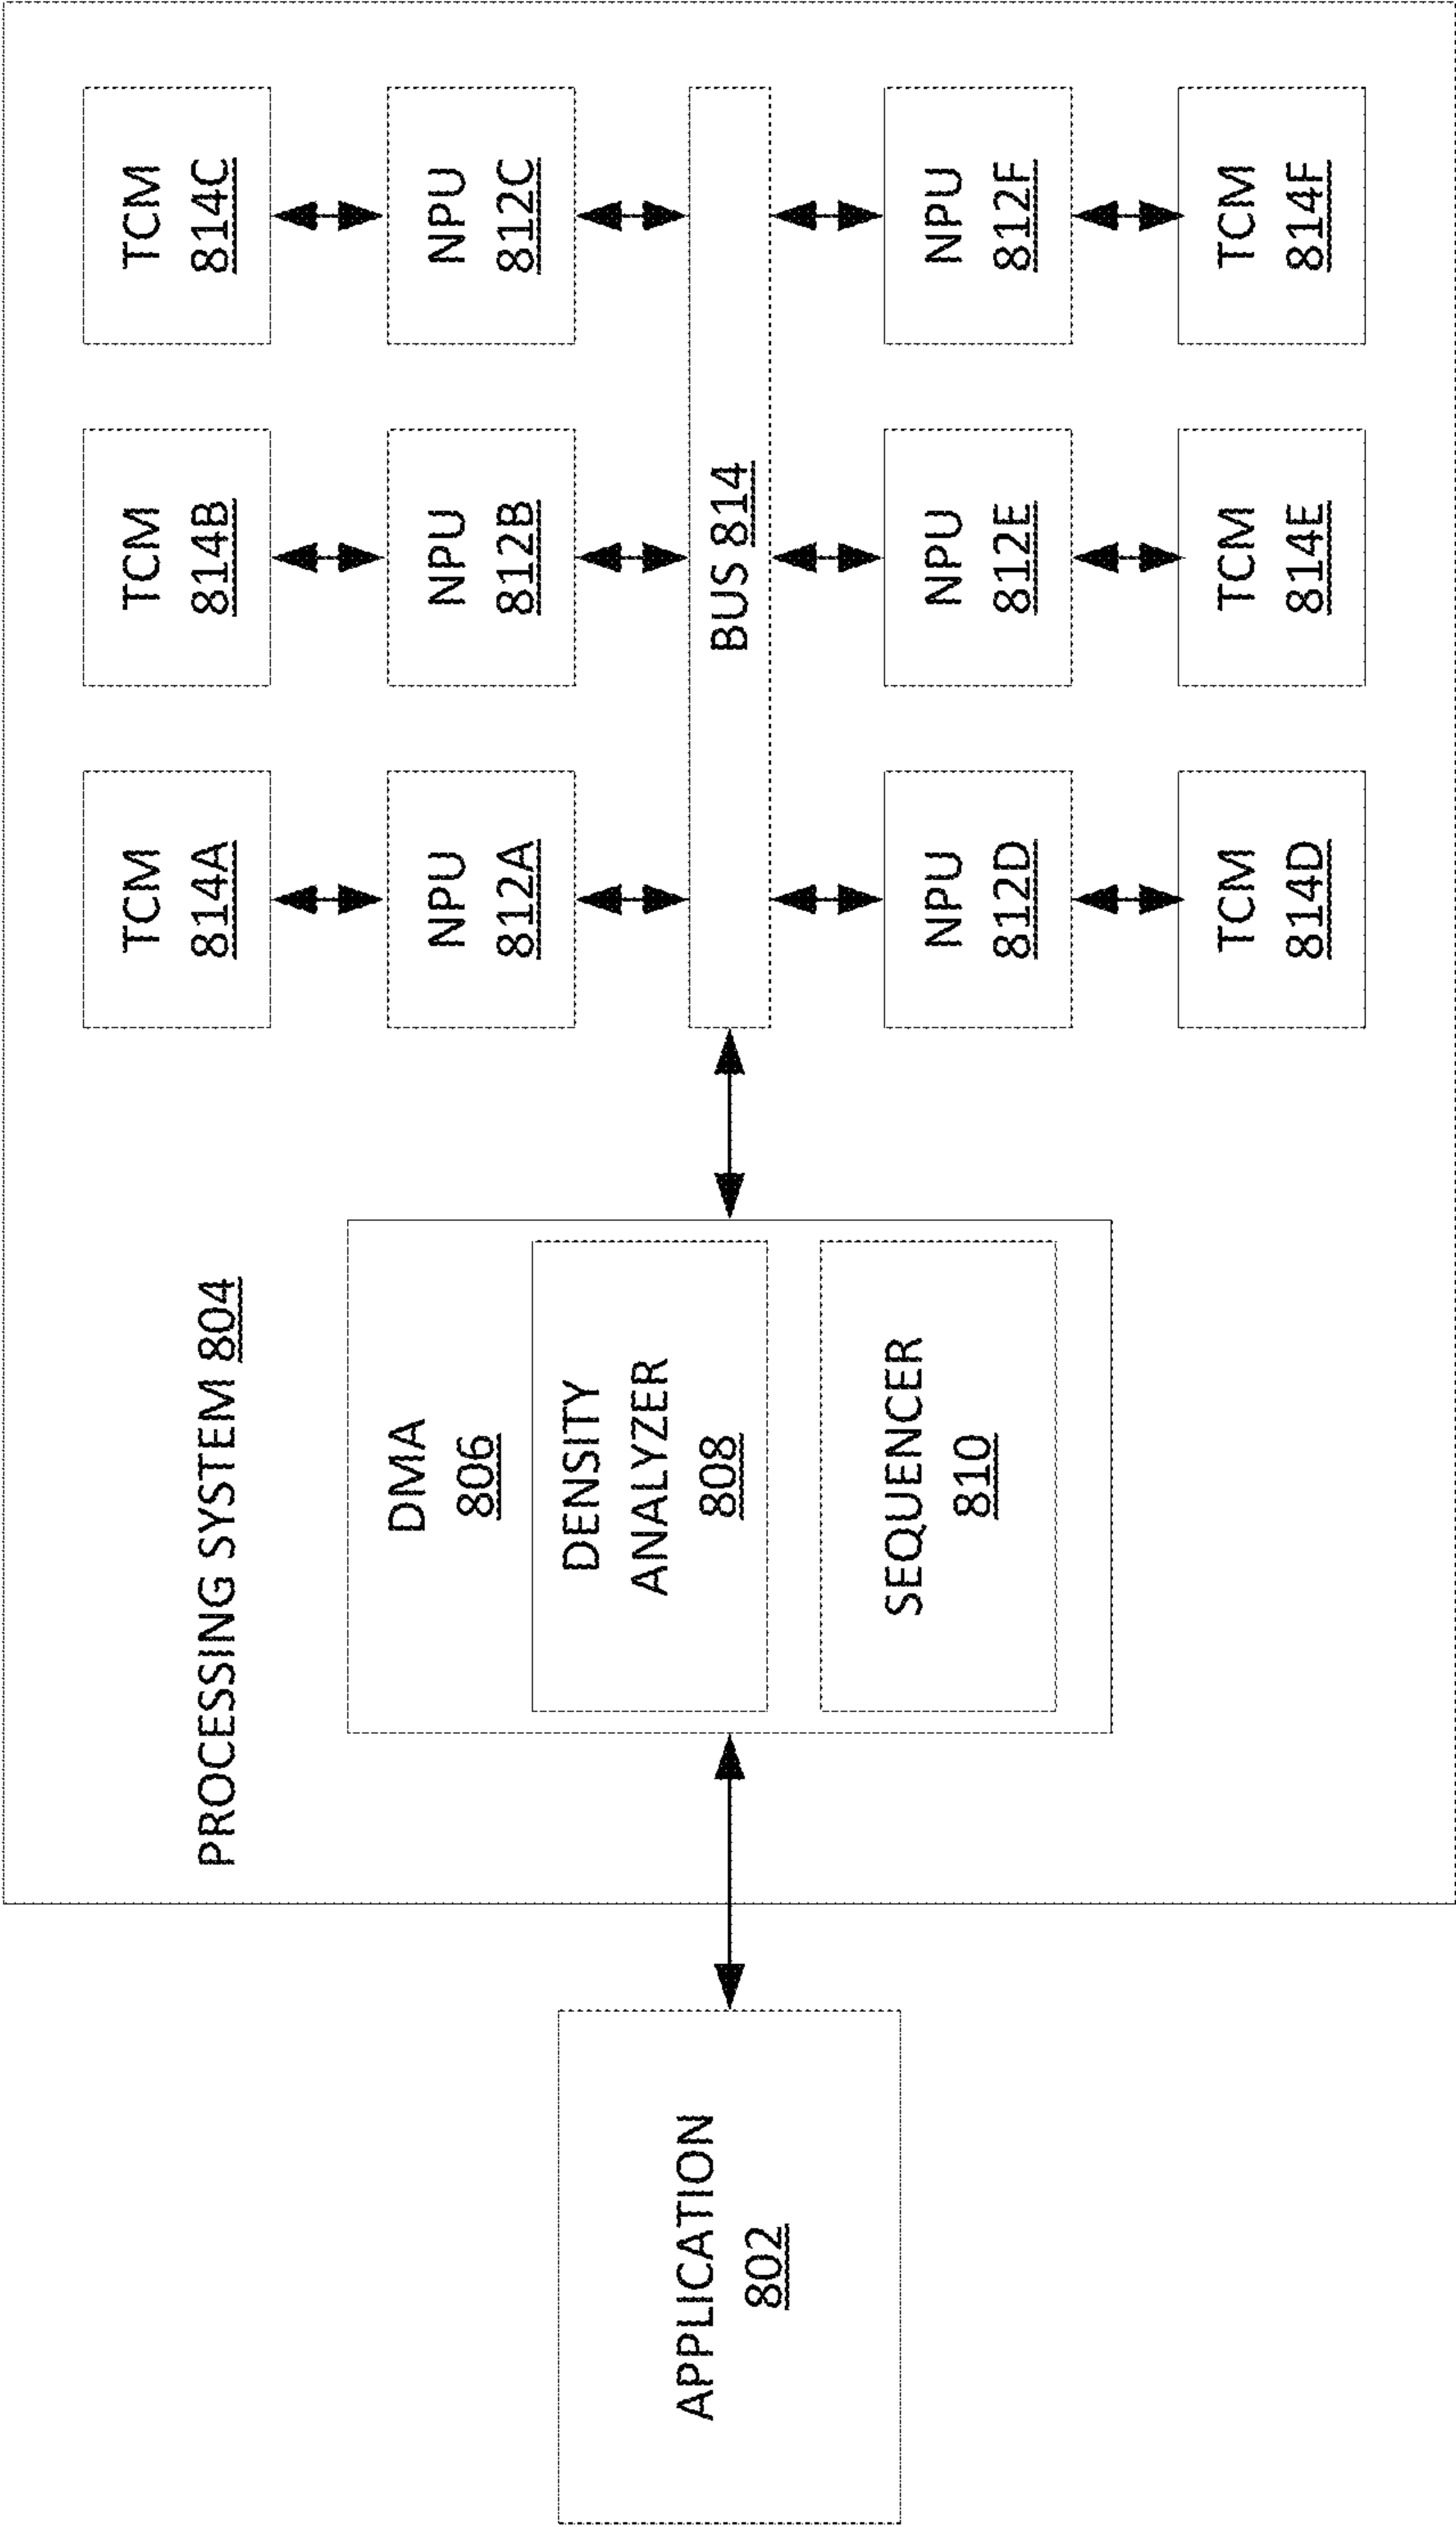 APPLICATION
802
PROCESSING SYSTEM 804
DMA
806
DENSITY
ANALYZER
808
SEQUENCER
810
TCM
814A
TCM
814B
TCM
814C
NPU
812A
NPU
812B
NPU
812C
BUS 814
NPU
812D
NPU
812E
NPU
812F
TCM
814D
TCM
814E
TCM
814F